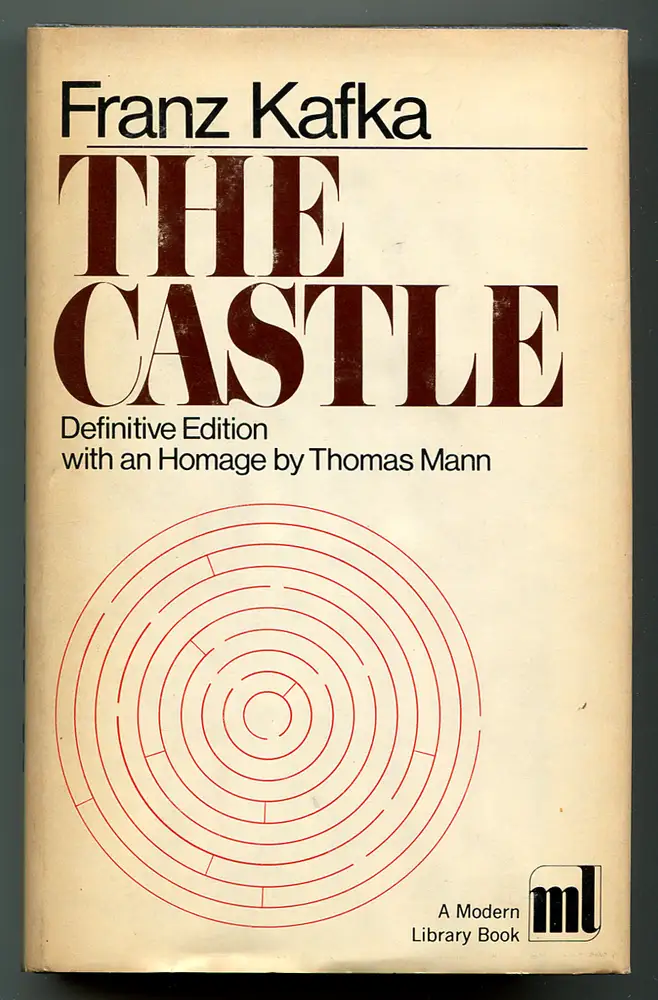 Franz Kafka
THE
CASTLE
Definitive Edition
with an Homage by Thomas Mann
A Modern
Library Book
ml